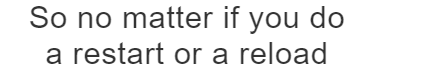 So no matter if you do
a restart or a reload